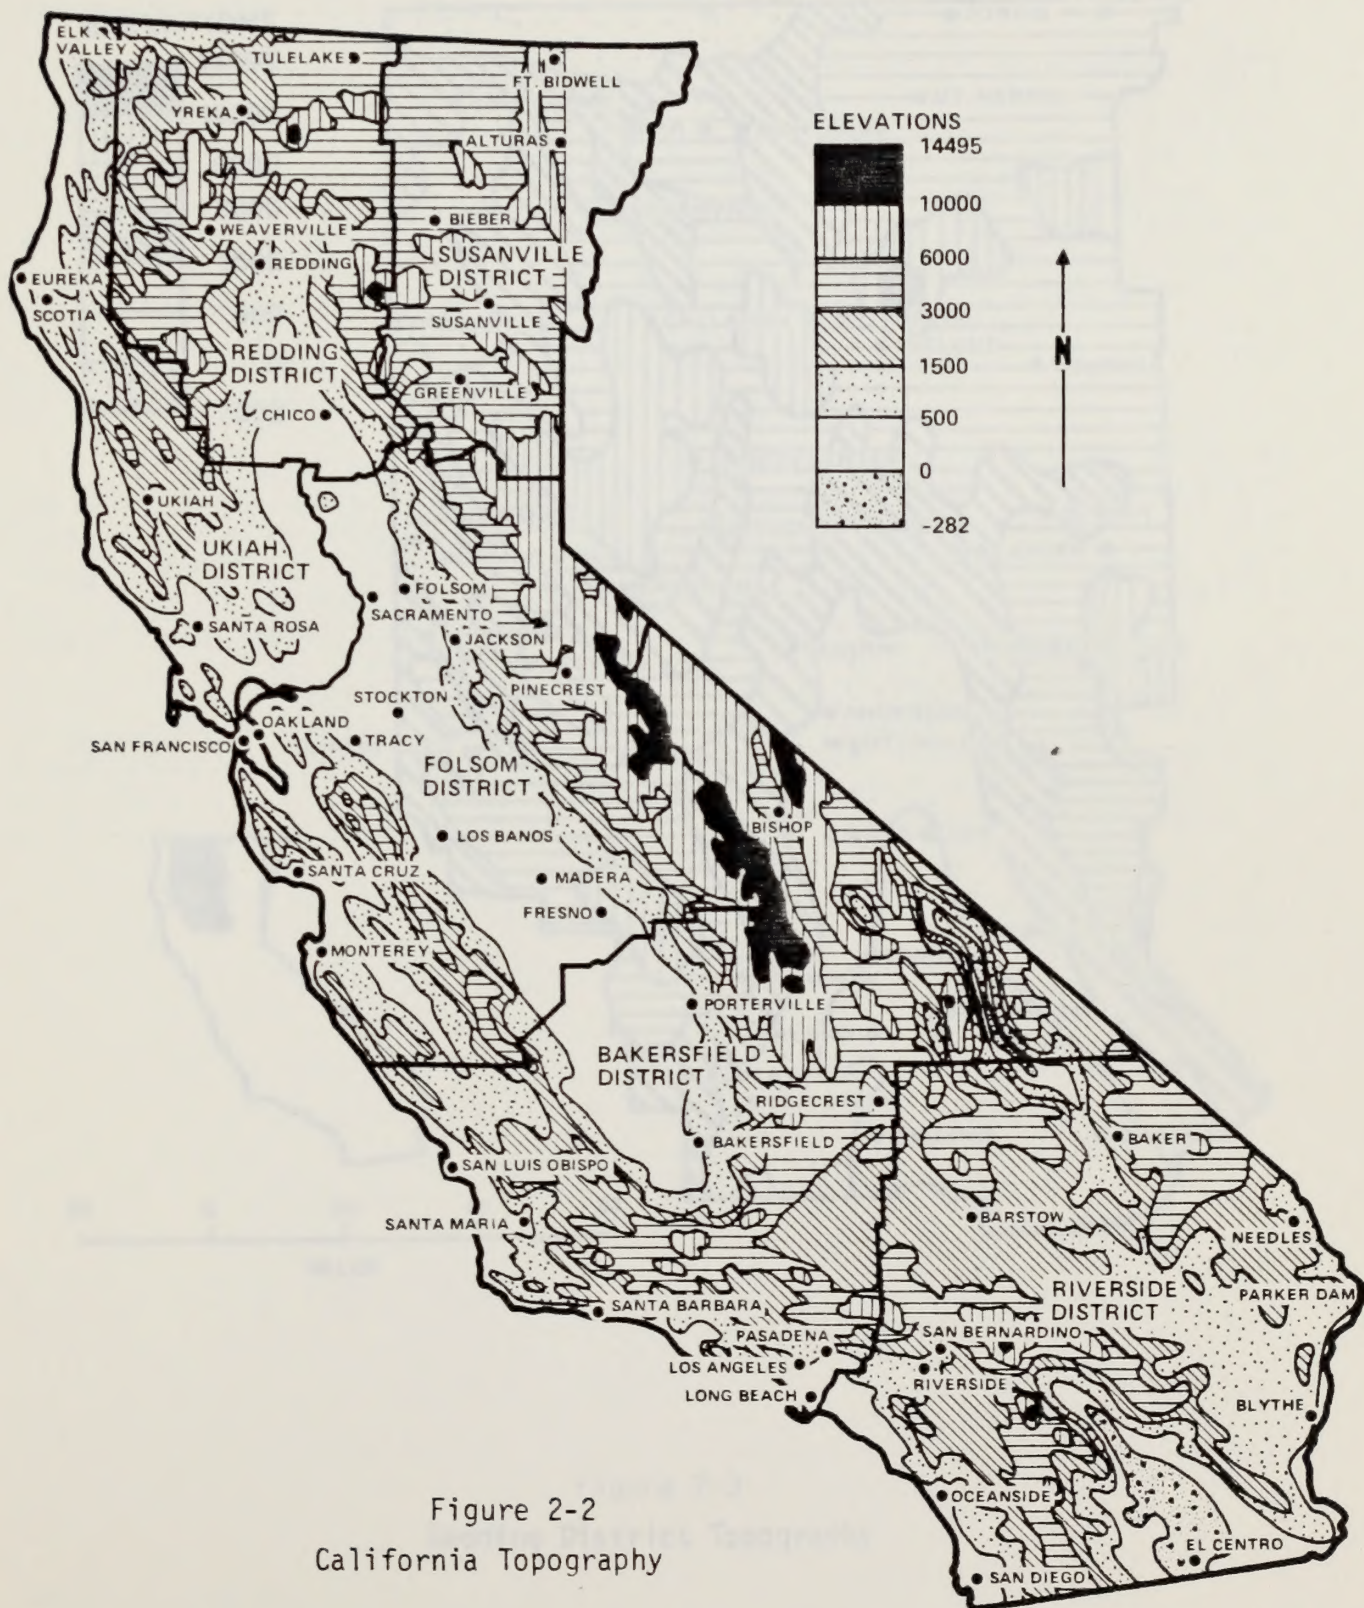 ELK
VALLEY
TULELAKE
FT. BIDWELL
YREKA
ALTURAS
ELEVATIONS
14495
10000
6000
3000
1500
500
0
-282
N
BIEBER
WEAVERVILLE
SUSANVILLE
DISTRICT
REDDING
EUREKA
SCOTIA
SUSANVILLE
REDDING
DISTRICT
GREENVILLE
CHICO
UKIAH
UKIAH
DISTRICT
FOLSOM
SACRAMENTO
SANTA ROSA
JACKSON
PINECREST
STOCKTON
OAKLAND
SAN FRANCISCO
TRACY
FOLSOM
DISTRICT
BISHOP
LOS BANOS
SANTA CRUZ
MADERA
FRESNO
MONTEREY
PORTERVILLE
BAKERSFIELD
DISTRICT
RIDGECREST
BAKER
BAKERSFIELD
SAN LUIS OBISPO
SANTA MARIA
BARSTOW
NEEDLES
RIVERSIDE
DISTRICT
PARKER DAM
SANTA BARBARA
PASADENA
SAN BERNARDINO
LOS ANGELES
RIVERSIDE
LONG BEACH
BLYTHE
OCEANSIDE
EL CENTRO
SAN DIEGO
Figure 2-2
California Topography